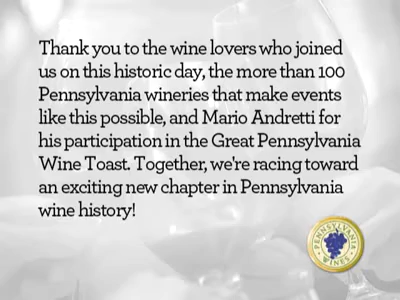 Thank you to the wine lovers who joined
us on this historic day, the more than 100
Pennsylvania wineries that make events
like this possible, and Mario Andretti for
his participation in the Great Pennsylvania
Wine Toast. Together, we're racing toward
an exciting new chapter in Pennsylvania
wine history!
PENNSYLVANIA
WINES